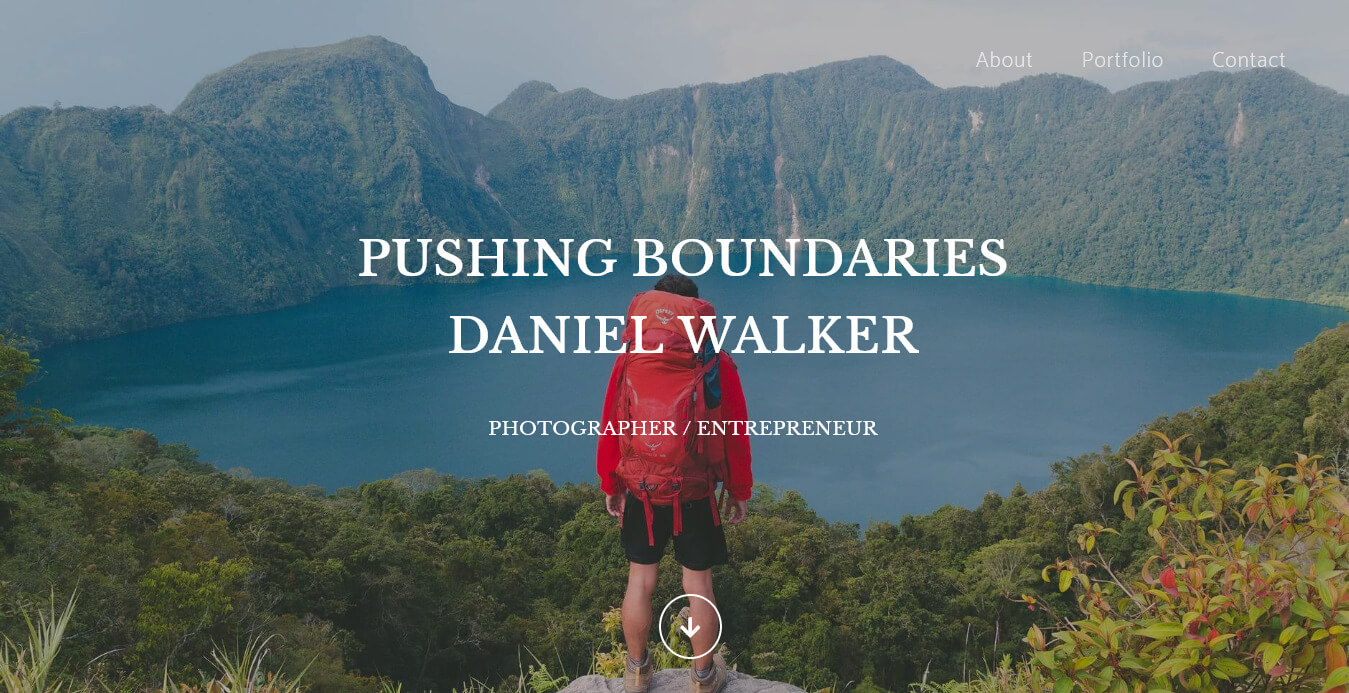 About Portfolio Contact
PUSHING BOUNDARIES
DANIEL WALKER
PHOTOGRAPHER / ENTREPRENEUR